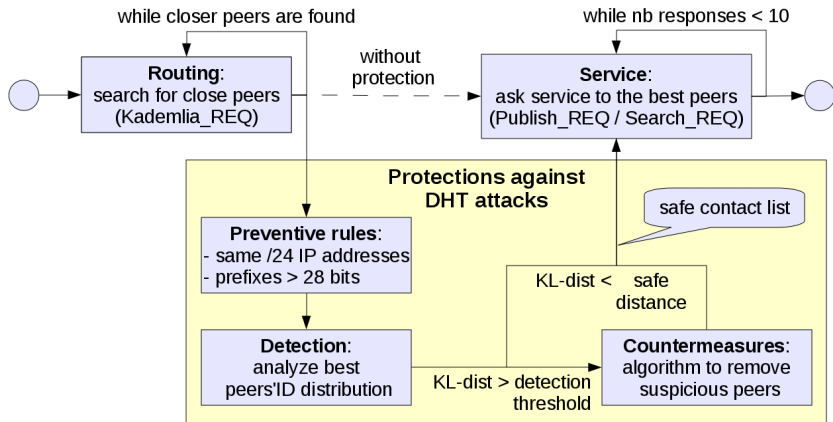 while closer peers are found
while nb responses < 10
Routing:
search for close peers
(Kademlia_REQ)
without
protection
Service:
ask service to the best peers
(Publish_REQ / Search_REQ)
Protections against
DHT attacks
safe contact list
Preventive rules:
- same /24 IP addresses
- prefixes > 28 bits
KL-dist < safe
distance
Detection:
analyze best
peers'ID distribution
KL-dist > detection
threshold
Countermeasures:
algorithm to remove
suspicious peers